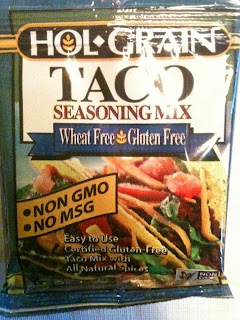 HOL·GRAIN
TACO
SEASONING MIX
Wheat Free Gluten Free
• NON GMO
• NO MSG
Easy to Use
Certified Gluten-Free
Taco Mix with
All Natural Spices
NON